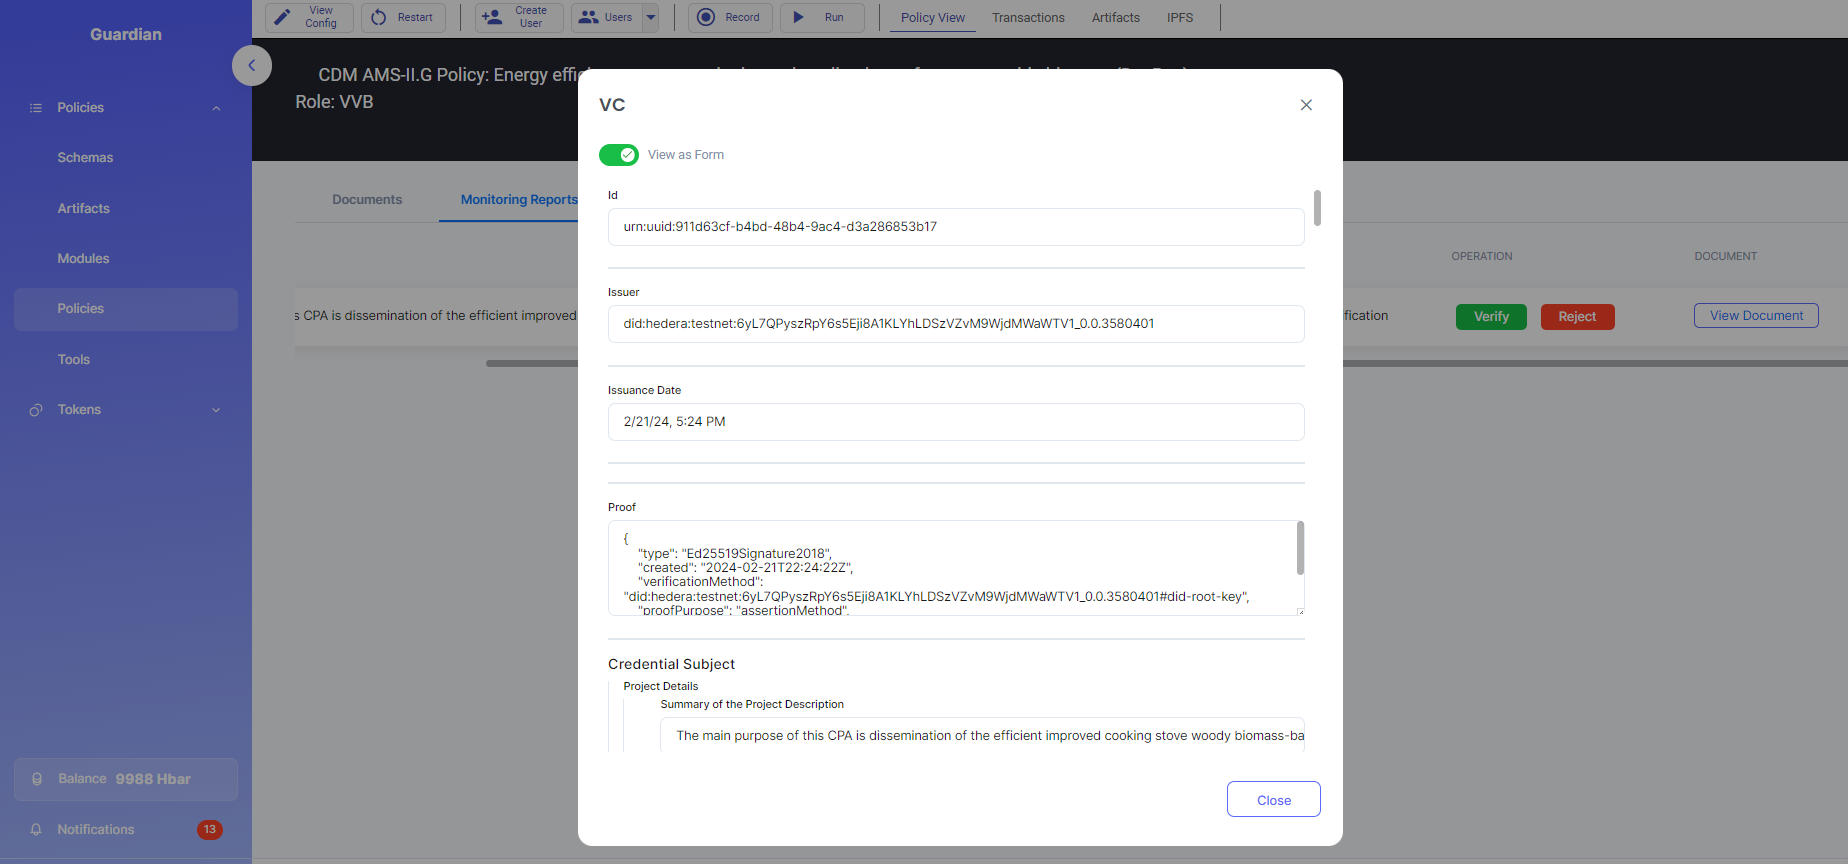 Guardian
View Config
Restart
Create User
Users
Record
Run
Policy View
Transactions
Artifacts
IPFS
CDM AMS-II.G Policy: Energy effi
Role: VVB
Policies
Schemas
Artifacts
Modules
Policies
Tools
Tokens
Balance 9988 Hbar
Notifications 13
Documents
Monitoring Reports
OPERATION
DOCUMENT
CPA is dissemination of the efficient improved
Verify
Reject
View Document
VC
View as Form
Id
urn:uuid:911d63cf-b4bd-48b4-9ac4-d3a286853b17
Issuer
did:hedera:testnet:6yL7QPyszRpY6s5Eji8A1KLYhLDSzVZvM9WjdMWaWTV1_0.0.3580401
Issuance Date
2/21/24, 5:24 PM
Proof
{
"type": "Ed25519Signature2018",
"created": "2024-02-21T22:24:22Z",
"verificationMethod":
"did:hedera:testnet:6yL7QPyszRpY6s5Eji8A1KLYhLDSzVZvM9WjdMWaWTV1_0.0.3580401#did-root-key",
"proofPurpose": "assertionMethod",
Credential Subject
Project Details
Summary of the Project Description
The main purpose of this CPA is dissemination of the efficient improved cooking stove woody biomass-ba
Close